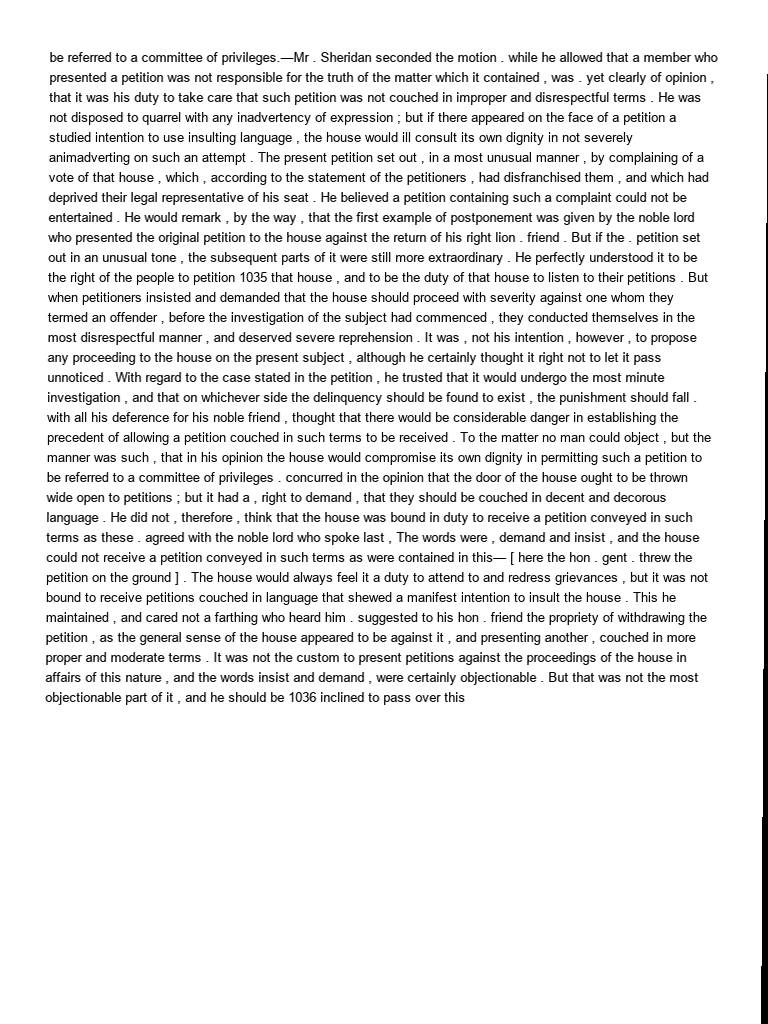 be referred to a committee of privileges.—Mr . Sheridan seconded the motion . while he allowed that a member who
presented a petition was not responsible for the truth of the matter which it contained , was . yet clearly of opinion ,
that it was his duty to take care that such petition was not couched in improper and disrespectful terms . He was
not disposed to quarrel with any inadvertency of expression ; but if there appeared on the face of a petition a
studied intention to use insulting language , the house would ill consult its own dignity in not severely
animadverting on such an attempt . The present petition set out , in a most unusual manner , by complaining of a
vote of that house , which , according to the statement of the petitioners , had disfranchised them , and which had
deprived their legal representative of his seat . He believed a petition containing such a complaint could not be
entertained . He would remark , by the way , that the first example of postponement was given by the noble lord
who presented the original petition to the house against the return of his right lion . friend . But if the . petition set
out in an unusual tone , the subsequent parts of it were still more extraordinary . He perfectly understood it to be
the right of the people to petition 1035 that house , and to be the duty of that house to listen to their petitions . But
when petitioners insisted and demanded that the house should proceed with severity against one whom they
termed an offender , before the investigation of the subject had commenced , they conducted themselves in the
most disrespectful manner , and deserved severe reprehension . It was , not his intention , however , to propose
any proceeding to the house on the present subject , although he certainly thought it right not to let it pass
unnoticed . With regard to the case stated in the petition , he trusted that it would undergo the most minute
investigation , and that on whichever side the delinquency should be found to exist , the punishment should fall .
with all his deference for his noble friend , thought that there would be considerable danger in establishing the
precedent of allowing a petition couched in such terms to be received . To the matter no man could object , but the
manner was such , that in his opinion the house would compromise its own dignity in permitting such a petition to
be referred to a committee of privileges . concurred in the opinion that the door of the house ought to be thrown
wide open to petitions ; but it had a , right to demand , that they should be couched in decent and decorous
language . He did not , therefore , think that the house was bound in duty to receive a petition conveyed in such
terms as these . agreed with the noble lord who spoke last , The words were , demand and insist , and the house
could not receive a petition conveyed in such terms as were contained in this— [ here the hon . gent . threw the
petition on the ground ] . The house would always feel it a duty to attend to and redress grievances , but it was not
bound to receive petitions couched in language that shewed a manifest intention to insult the house . This he
maintained , and cared not a farthing who heard him . suggested to his hon . friend the propriety of withdrawing the
petition , as the general sense of the house appeared to be against it , and presenting another , couched in more
proper and moderate terms . It was not the custom to present petitions against the proceedings of the house in
affairs of this nature , and the words insist and demand , were certainly objectionable . But that was not the most
objectionable part of it , and he should be 1036 inclined to pass over this